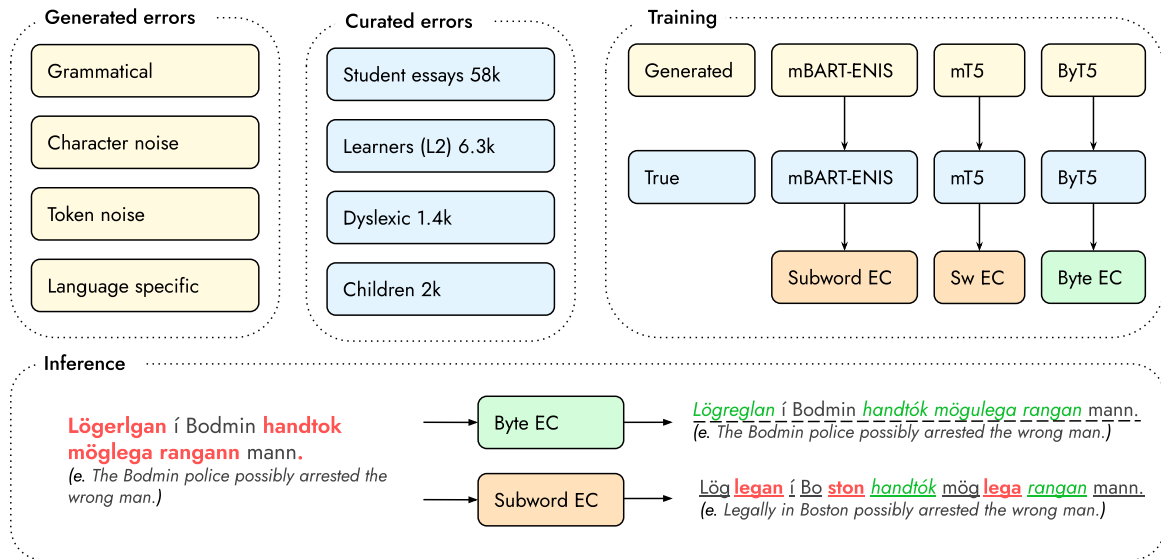 Generated errors
Grammatical
Character noise
Token noise
Language specific
Curated errors
Student essays 58k
Learners (L2) 6.3k
Dyslexic 1.4k
Children 2k
Training
Generated mBART-ENIS mT5 ByT5
True mBART-ENIS mT5 ByT5
Subword EC Sw EC Byte EC
Inference
Lögerlgan í Bodmin handtok
möglega rangann mann.
(e. The Bodmin police possibly arrested the
wrong man.)
Byte EC
Lögreglan í Bodmin handtók mögulega rangan mann.
(e. The Bodmin police possibly arrested the wrong man.)
Subword EC
Lög legan í Bo ston handtók mög lega rangan mann.
(e. Legally in Boston possibly arrested the wrong man.)